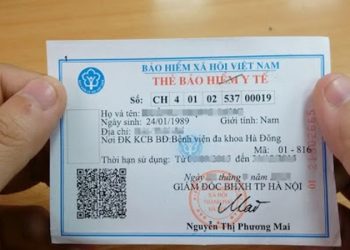 BẢO HIỂM XÃ HỘI VIỆT NAM
THẺ BẢO HIỂM Y TẾ
Số: CH 4 01 02 537 00019
Họ và tên:
Ngày sinh: 24/01/1989 Giới tính: Nam
Địa chỉ:
Nơi ĐK KCB BĐ: Bệnh viện đa khoa Hà Đông
Mã: 01 - 816
Thời hạn sử dụng: Từ
GIÁM ĐỐC BHXH TP HÀ NỘI
Nguyễn Thị Phương Mai